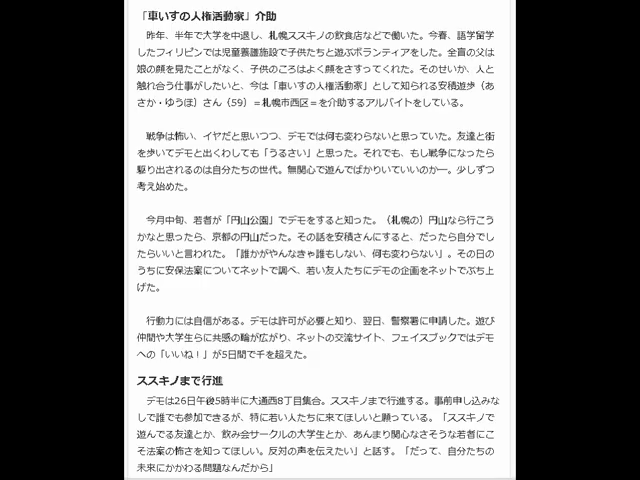 「車いすの人権活動家」介助
　昨年、半年で大学を中退し、札幌ススキノの飲食店などで働いた。今春、語学留学
したフィリピンでは児童養護施設で子供たちと遊ぶボランティアをした。全盲の父は
娘の顔を見たことがなく、子供のころはよく顔をさすってくれた。そのせいか、人と
触れ合う仕事がしたいと、今は「車いすの人権活動家」として知られる安積遊歩（あ
さか・ゆうほ）さん（59）＝札幌市西区＝を介助するアルバイトをしている。
　戦争は怖い、イヤだと思いつつ、デモでは何も変わらないと思っていた。友達と街
を歩いてデモと出くわしても「うるさい」と思った。それでも、もし戦争になったら
駆り出されるのは自分たちの世代。無関心で遊んでばかりいていいのか―。少しずつ
考え始めた。
　今月中旬、若者が「円山公園」でデモをすると知った。（札幌の）円山なら行こう
かなと思ったら、京都の円山だった。その話を安積さんにすると、だったら自分でし
たらいいと言われた。「誰かがやんなきゃ誰もしない、何も変わらない」。その日の
うちに安保法案についてネットで調べ、若い友人たちにデモの企画をネットでぶち上
げた。
　行動力には自信がある。デモは許可が必要と知り、翌日、警察署に申請した。遊び
仲間や大学生らに共感の輪が広がり、ネットの交流サイト、フェイスブックではデモ
への「いいね！」が5日間で千を超えた。
ススキノまで行進
　デモは26日午後5時半に大通西8丁目集合。ススキノまで行進する。事前申し込みな
しで誰でも参加できるが、特に若い人たちに来てほしいと願っている。「ススキノで
遊んでる友達とか、飲み会サークルの大学生とか、あんまり関心なさそうな若者にこ
そ法案の怖さを知ってほしい。反対の声を伝えたい」と話す。「だって、自分たちの
未来にかかわる問題なんだから」